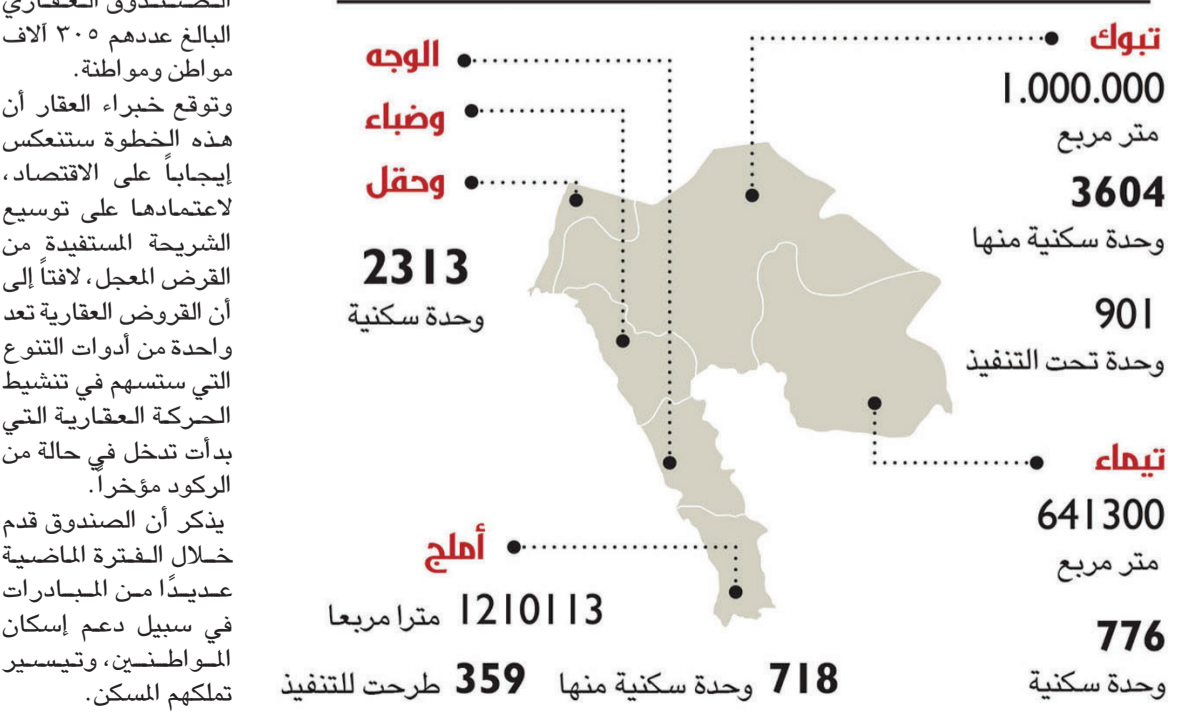 تبوك
1.000.000
متر مربع
3604
وحدة سكنية منها
901
وحدة تحت التنفيذ
تيماء
641300
متر مربع
776
وحدة سكنية
الوجه
وضباء
وحقل
2313
وحدة سكنية
أملج
1210113 مترا مربعا
718 وحدة سكنية منها 359 طرحت للتنفيذ
الصندوق العقاري
البالغ عددهم ٣٠٥ آلاف
مواطن ومواطنة.
وتوقع خبراء العقار أن
هذه الخطوة ستنعكس
إيجاباً على الاقتصاد،
لاعتمادها على توسيع
الشريحة المستفيدة من
القرض المعجل، لافتاً إلى
أن القروض العقارية تعد
واحدة من أدوات التنوع
التي ستسهم في تنشيط
الحركة العقارية التي
بدأت تدخل في حالة من
الركود مؤخراً.
يذكر أن الصندوق قدم
خلال الفترة الماضية
عديدًا من المبادرات
في سبيل دعم إسكان
المواطنين، وتيسير
تملكهم المسكن.